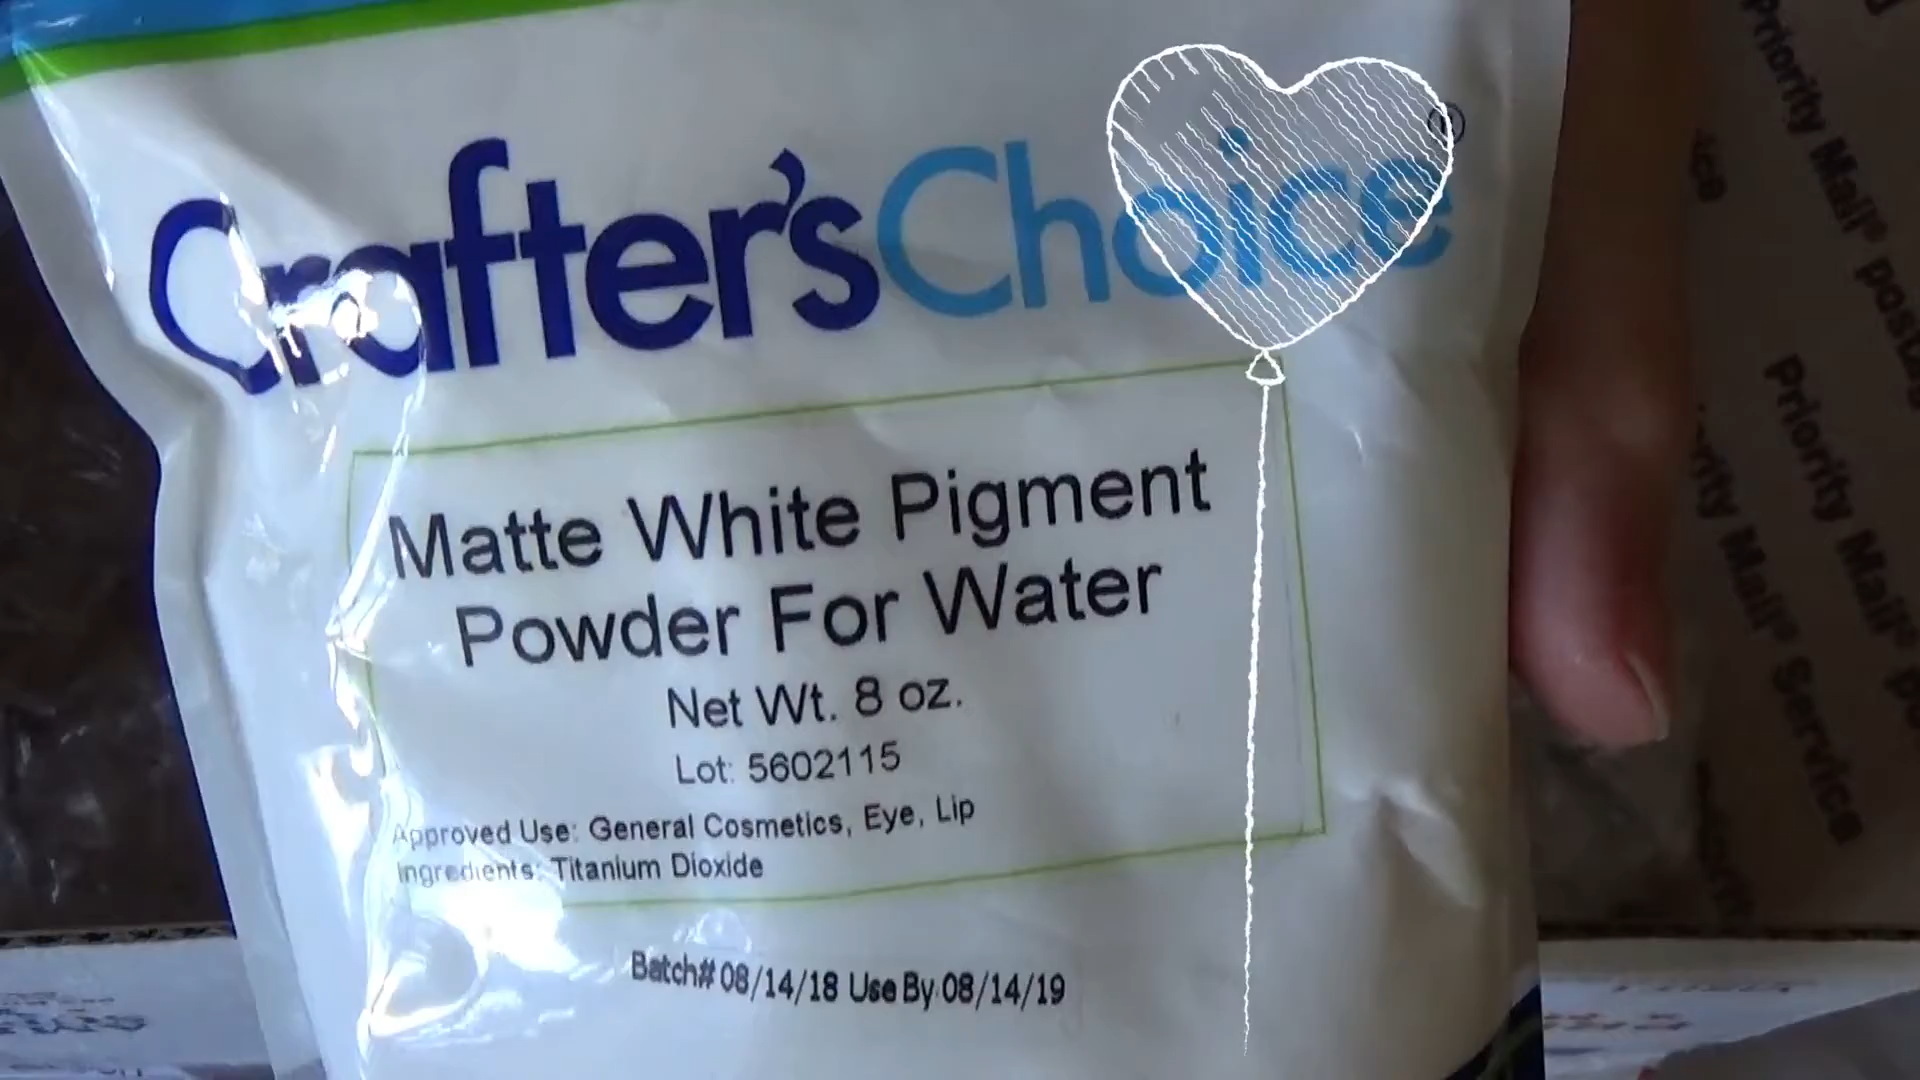 Crafter'sChoice®
Matte White Pigment
Powder For Water
Net Wt. 8 oz.
Lot: 5602115
Approved Use: General Cosmetics, Eye, Lip
Ingredients: Titanium Dioxide
Batch# 08/14/18 Use By 08/14/19
Priority Mail® postag
Priority Mail® po
Mail® Service